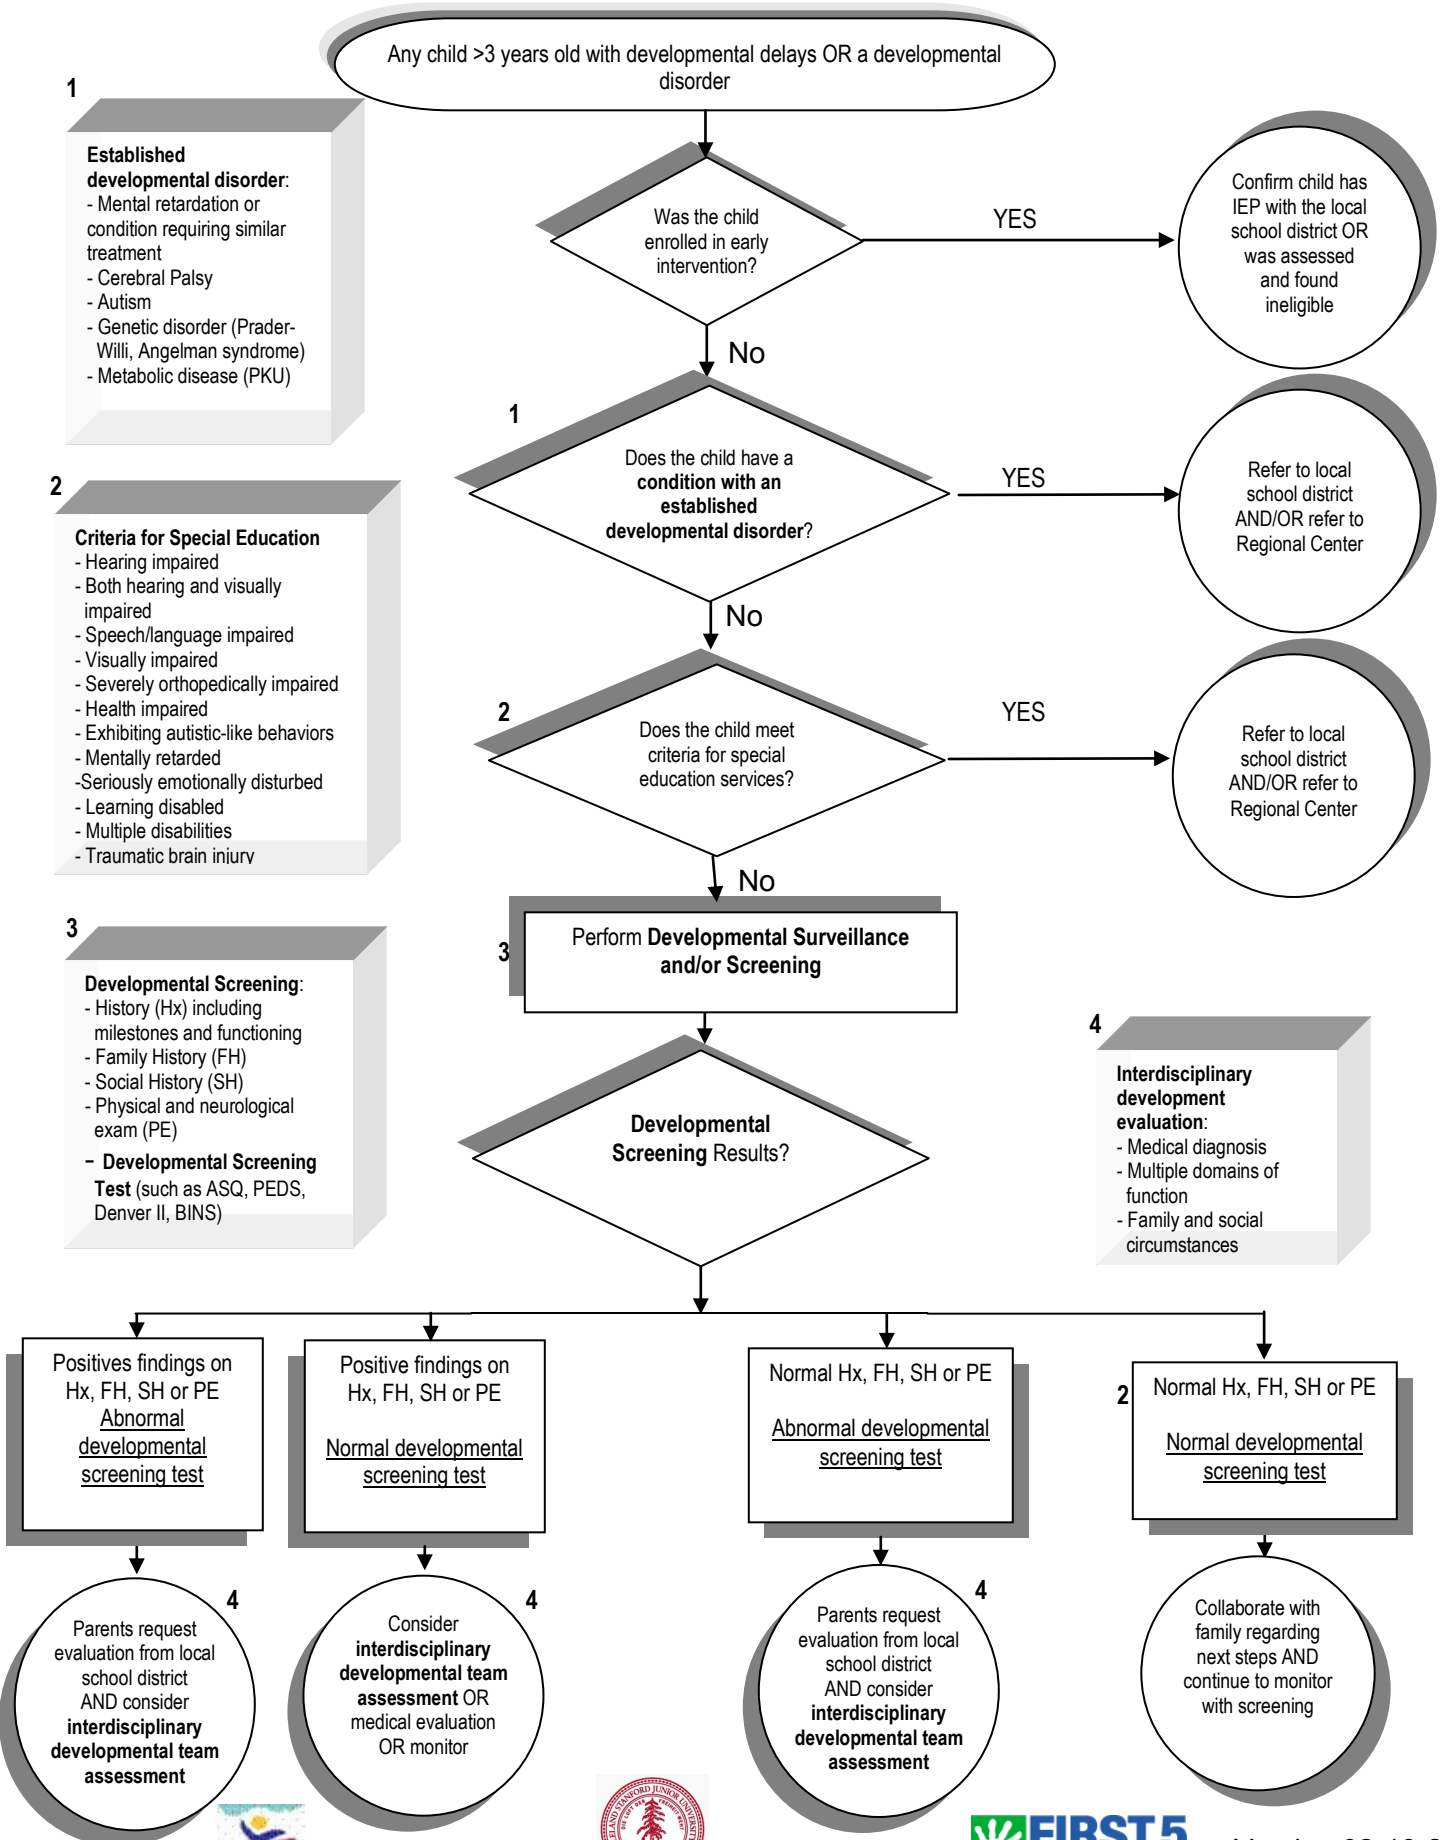 Any child >3 years old with developmental delays OR a developmental
disorder
1
Established
developmental disorder:
- Mental retardation or
condition requiring similar
treatment
- Cerebral Palsy
- Autism
- Genetic disorder (Prader-
Willi, Angelman syndrome)
- Metabolic disease (PKU)
Was the child
enrolled in early
intervention?
YES
Confirm child has
IEP with the local
school district OR
was assessed
and found
ineligible
No
1
Does the child have a
condition with an
established
developmental disorder?
YES
Refer to local
school district
AND/OR refer to
Regional Center
No
2
Criteria for Special Education
- Hearing impaired
- Both hearing and visually
impaired
- Speech/language impaired
- Visually impaired
- Severely orthopedically impaired
- Health impaired
- Exhibiting autistic-like behaviors
- Mentally retarded
-Seriously emotionally disturbed
- Learning disabled
- Multiple disabilities
- Traumatic brain injury
2
Does the child meet
criteria for special
education services?
YES
Refer to local
school district
AND/OR refer to
Regional Center
No
3
Perform Developmental Surveillance
and/or Screening
3
Developmental Screening:
- History (Hx) including
milestones and functioning
- Family History (FH)
- Social History (SH)
- Physical and neurological
exam (PE)
- Developmental Screening
Test (such as ASQ, PEDS,
Denver II, BINS)
Developmental
Screening Results?
4
Interdisciplinary
development
evaluation:
- Medical diagnosis
- Multiple domains of
function
- Family and social
circumstances
Positives findings on
Hx, FH, SH or PE
Abnormal
developmental
screening test
Positive findings on
Hx, FH, SH or PE
Normal developmental
screening test
Normal Hx, FH, SH or PE
Abnormal developmental
screening test
2
Normal Hx, FH, SH or PE
Normal developmental
screening test
4
Parents request
evaluation from local
school district
AND consider
interdisciplinary
developmental team
assessment
4
Consider
interdisciplinary
developmental team
assessment OR
medical evaluation
OR monitor
4
Parents request
evaluation from local
school district
AND consider
interdisciplinary
developmental team
assessment
Collaborate with
family regarding
next steps AND
continue to monitor
with screening
STANFORD JUNIOR
FIRST 5